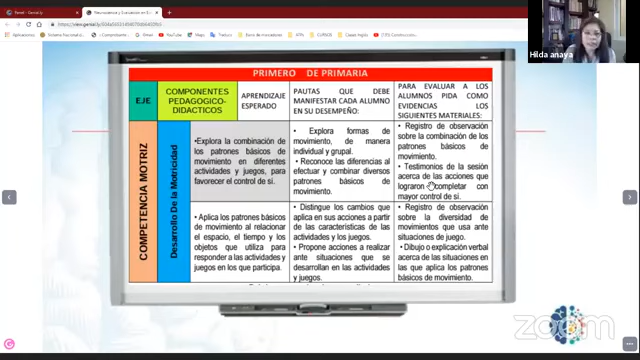 Hilda anaya
PRIMERO DE PRIMARIA
EJE
COMPONENTES
PEDAGOGICO-
DIDACTICOS
APRENDIZAJE
ESPERADO
PAUTAS QUE DEBE
MANIFESTAR CADA ALUMNO
EN SU DESEMPEÑO:
PARA EVALUAR A LOS
ALUMNOS PIDA COMO
EVIDENCIAS LOS
SIGUIENTES MATERIALES:
COMPETENCIA MOTRIZ
Desarrollo De la Motricidad
•Explora la combinación de
los patrones básicos de
movimiento en diferentes
actividades y juegos, para
favorecer el control de sí.
• Explora formas de
movimiento, de manera
individual y grupal.
• Reconoce las diferencias al
efectuar y combinar diversos
patrones básicos de
movimiento.
• Registro de observación
sobre la combinación de los
patrones básicos de
movimiento.
• Testimonios de la sesión
acerca de las acciones que
lograron completar con
mayor control de sí.
• Aplica los patrones básicos
de movimiento al relacionar
el espacio, el tiempo y los
objetos que utiliza para
responder a las actividades y
juegos en los que participa.
• Distingue los cambios que
aplica en sus acciones a partir
de las características de las
actividades y los juegos.
• Propone acciones a realizar
ante situaciones que se
desarrollan en las actividades
y juegos.
• Registro de observación
sobre la diversidad de
movimientos que usa ante
situaciones de juego.
• Dibujo o explicación verbal
acerca de las situaciones en
las que aplica los patrones
básicos de movimiento.
zoom